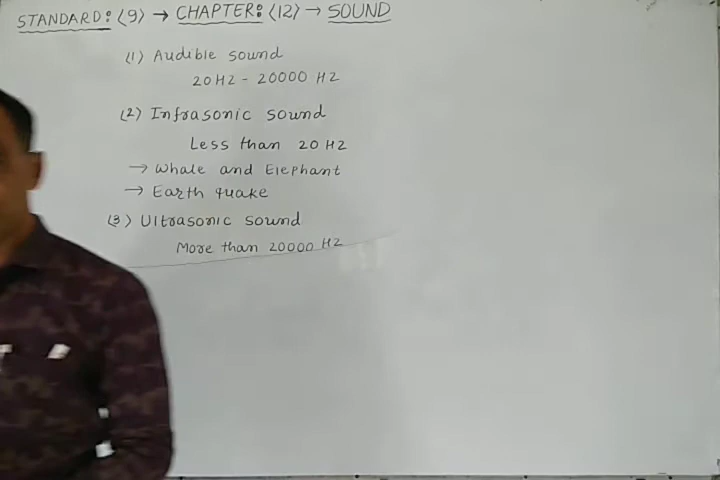 STANDARD: (9) → CHAPTER: (12) → SOUND
(1) Audible sound
20HZ - 20000 HZ
(2) Infrasonic sound
Less than 20 HZ
→ Whale and Elephant
→ Earth quake
(3) Ultrasonic sound
More than 20000 HZ